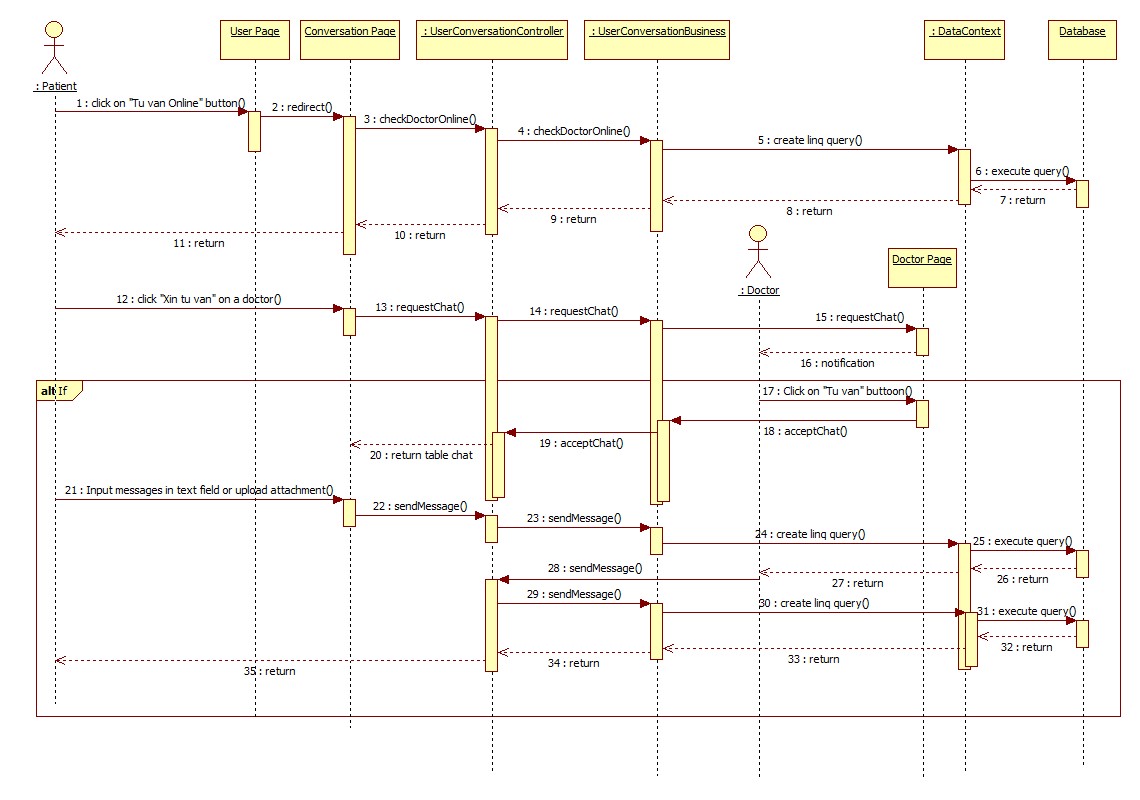 User Page
Conversation Page
: UserConversationController
: UserConversationBusiness
: DataContext
Database
: Patient
1 : click on "Tu van Online" button()
2 : redirect()
3 : checkDoctorOnline()
4 : checkDoctorOnline()
5 : create linq query()
6 : execute query()
7 : return
8 : return
9 : return
10 : return
11 : return
: Doctor
Doctor Page
12 : click "Xin tu van" on a doctor()
13 : requestChat()
14 : requestChat()
15 : requestChat()
16 : notification
alt If
17 : Click on "Tu van" buttoon()
18 : acceptChat()
19 : acceptChat()
20 : return table chat
21 : Input messages in text field or upload attachment()
22 : sendMessage()
23 : sendMessage()
24 : create linq query()
25 : execute query()
26 : return
27 : return
28 : sendMessage()
29 : sendMessage()
30 : create linq query()
31 : execute query()
32 : return
33 : return
34 : return
35 : return